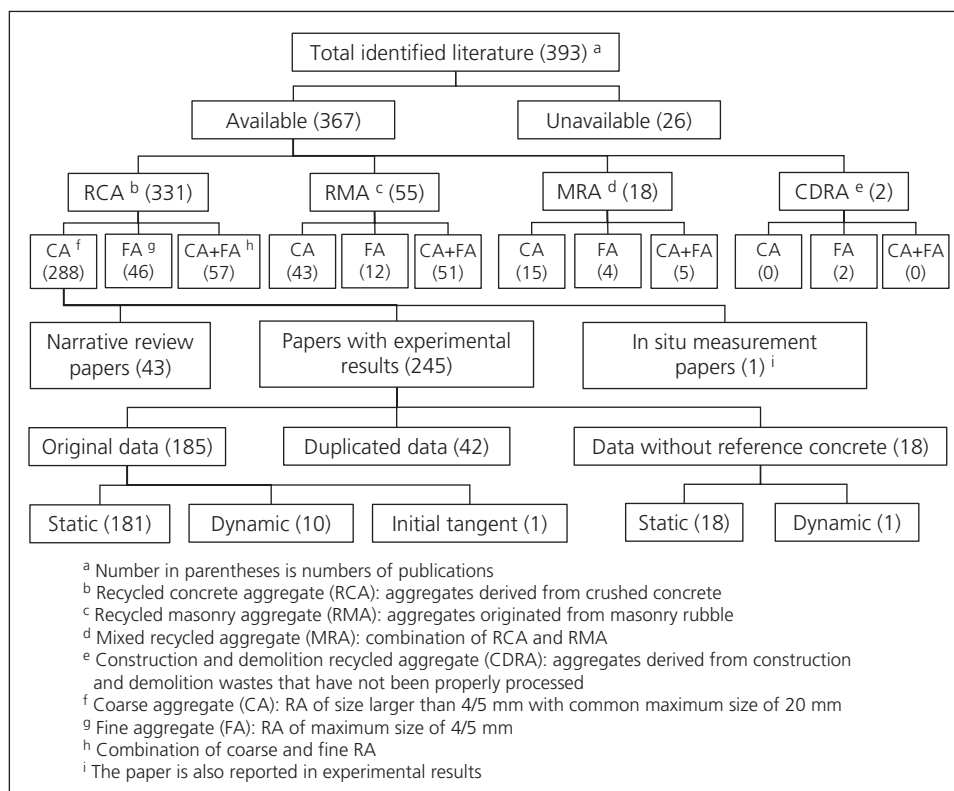 Total identified literature (393) a
Available (367)
Unavailable (26)
RCA b (331)
RMA c (55)
MRA d (18)
CDRA e (2)
CA f
(288)
FA g
(46)
CA+FA h
(57)
CA
(43)
FA
(12)
CA+FA
(51)
CA
(15)
FA
(4)
CA+FA
(5)
CA
(0)
FA
(2)
CA+FA
(0)
Narrative review
papers (43)
Papers with experimental
results (245)
In situ measurement
papers (1) i
Original data (185)
Duplicated data (42)
Data without reference concrete (18)
Static (181)
Dynamic (10)
Initial tangent (1)
Static (18)
Dynamic (1)
a Number in parentheses is numbers of publications
b Recycled concrete aggregate (RCA): aggregates derived from crushed concrete
c Recycled masonry aggregate (RMA): aggregates originated from masonry rubble
d Mixed recycled aggregate (MRA): combination of RCA and RMA
e Construction and demolition recycled aggregate (CDRA): aggregates derived from construction
and demolition wastes that have not been properly processed
f Coarse aggregate (CA): RA of size larger than 4/5 mm with common maximum size of 20 mm
g Fine aggregate (FA): RA of maximum size of 4/5 mm
h Combination of coarse and fine RA
i The paper is also reported in experimental results